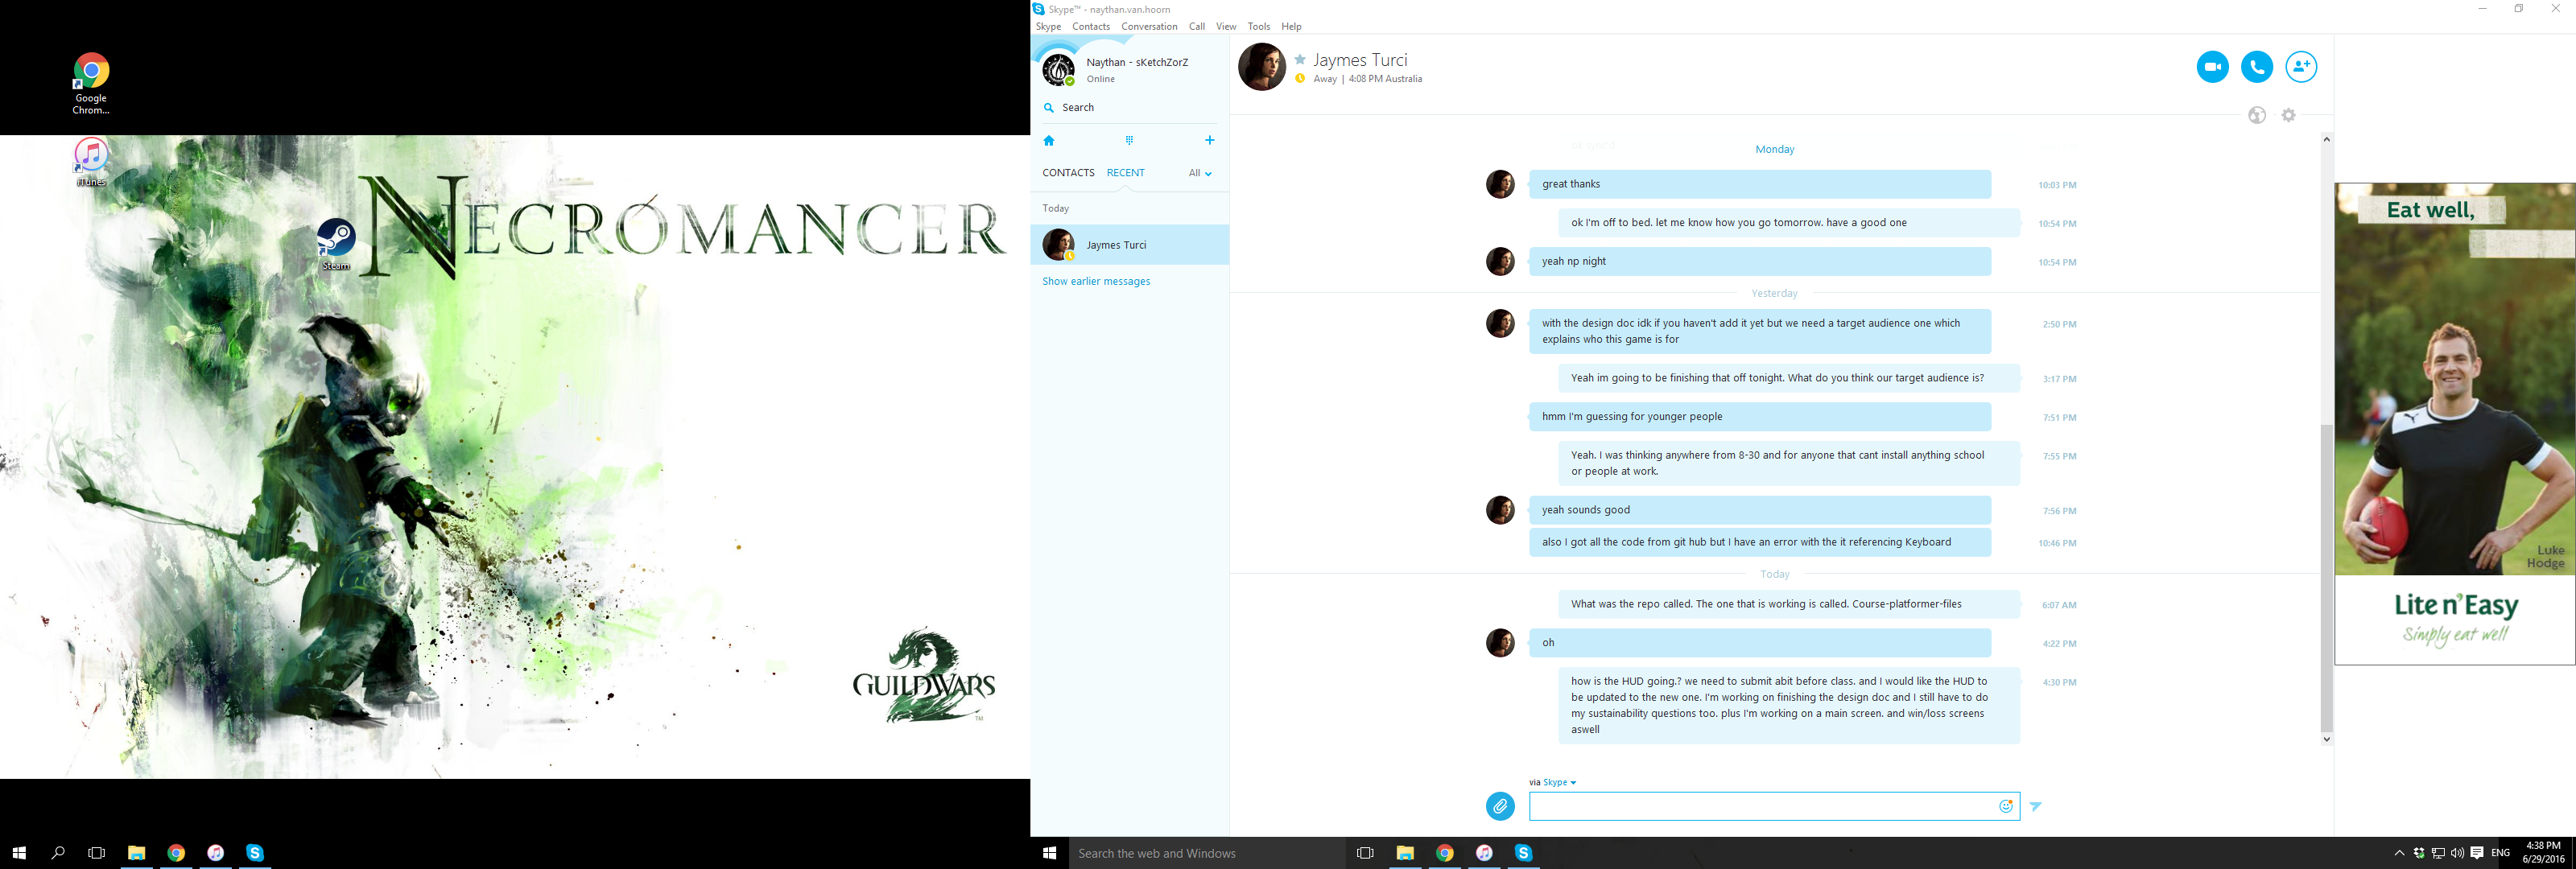 Google
Chrom...
iTunes
Steam
NECROMANCER
GUILDWARS
2
TM
Skype™ - naythan.van.hoorn
Skype Contacts Conversation Call View Tools Help
Naythan - sKetchZorZ
Online
Search
CONTACTS RECENT All
Today
Jaymes Turci
Show earlier messages
Jaymes Turci
Away | 4:08 PM Australia
Monday
great thanks 10:03 PM
ok I'm off to bed. let me know how you go tomorrow. have a good one 10:54 PM
yeah np night 10:54 PM
Yesterday
with the design doc idk if you haven't add it yet but we need a target audience one which 2:50 PM
explains who this game is for
Yeah im going to be finishing that off tonight. What do you think our target audience is? 3:17 PM
hmm I'm guessing for younger people 7:51 PM
Yeah. I was thinking anywhere from 8-30 and for anyone that cant install anything school 7:55 PM
or people at work.
yeah sounds good 7:56 PM
also I got all the code from git hub but I have an error with the it referencing Keyboard 10:46 PM
Today
What was the repo called. The one that is working is called. Course-platformer-files 6:07 AM
oh 4:22 PM
how is the HUD going.? we need to submit abit before class. and I would like the HUD to 4:30 PM
be updated to the new one. I'm working on finishing the design doc and I still have to do
my sustainability questions too. plus I'm working on a main screen. and win/loss screens
aswell
via Skype
Eat well,
Luke
Hodge
Lite n'Easy
Simply eat well
Search the web and Windows
ENG
4:38 PM
6/29/2016